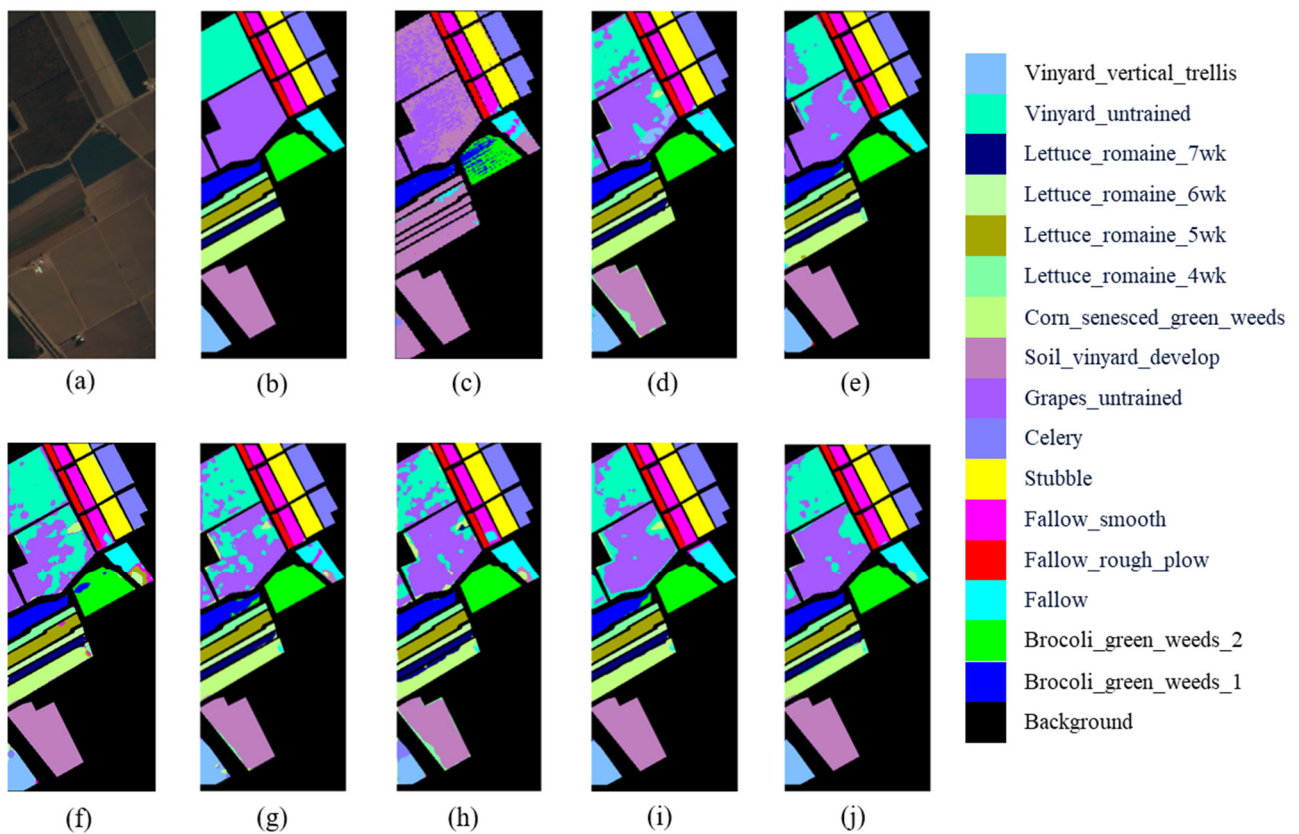 (a)
(b)
(c)
(d)
(e)
(f)
(g)
(h)
(i)
(j)
Vinyard_vertical_trellis
Vinyard_untrained
Lettuce_romaine_7wk
Lettuce_romaine_6wk
Lettuce_romaine_5wk
Lettuce_romaine_4wk
Corn_senesced_green_weeds
Soil_vinyard_develop
Grapes_untrained
Celery
Stubble
Fallow_smooth
Fallow_rough_plow
Fallow
Brocoli_green_weeds_2
Brocoli_green_weeds_1
Background